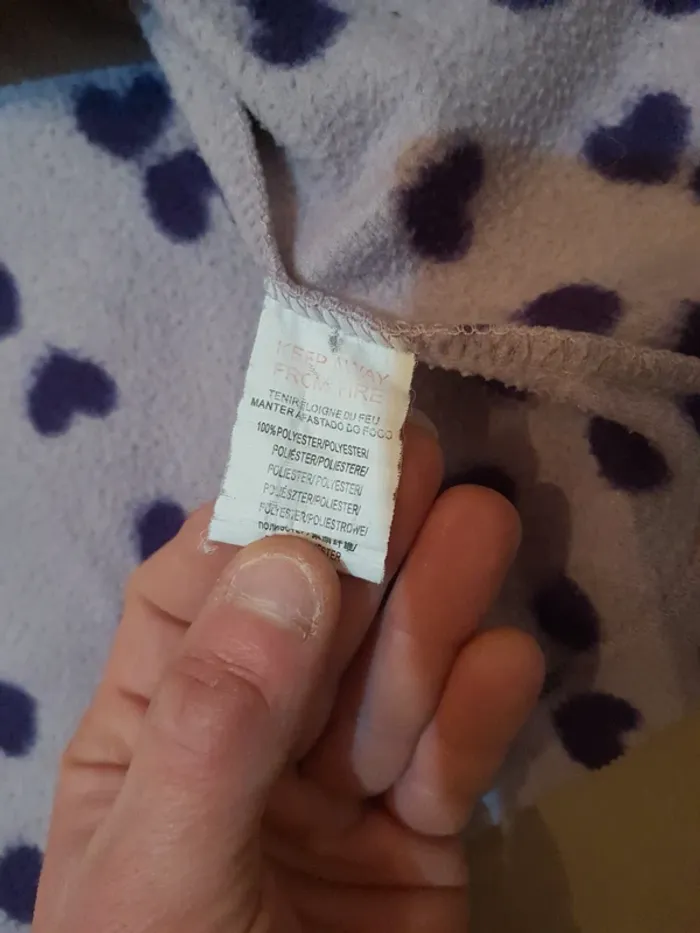 KEEP AWAY
FROM FIRE
TENIR ELOIGNE DU FEU
MANTER AFASTADO DO FOGO
100%POLYESTER/POLYESTER/
POLIÉSTER/POLIESTERE/
POLIESTER/POLYESTER/
POLIÉSZTER/POLIESTER/
POLYESTER/POLIESTROWE/